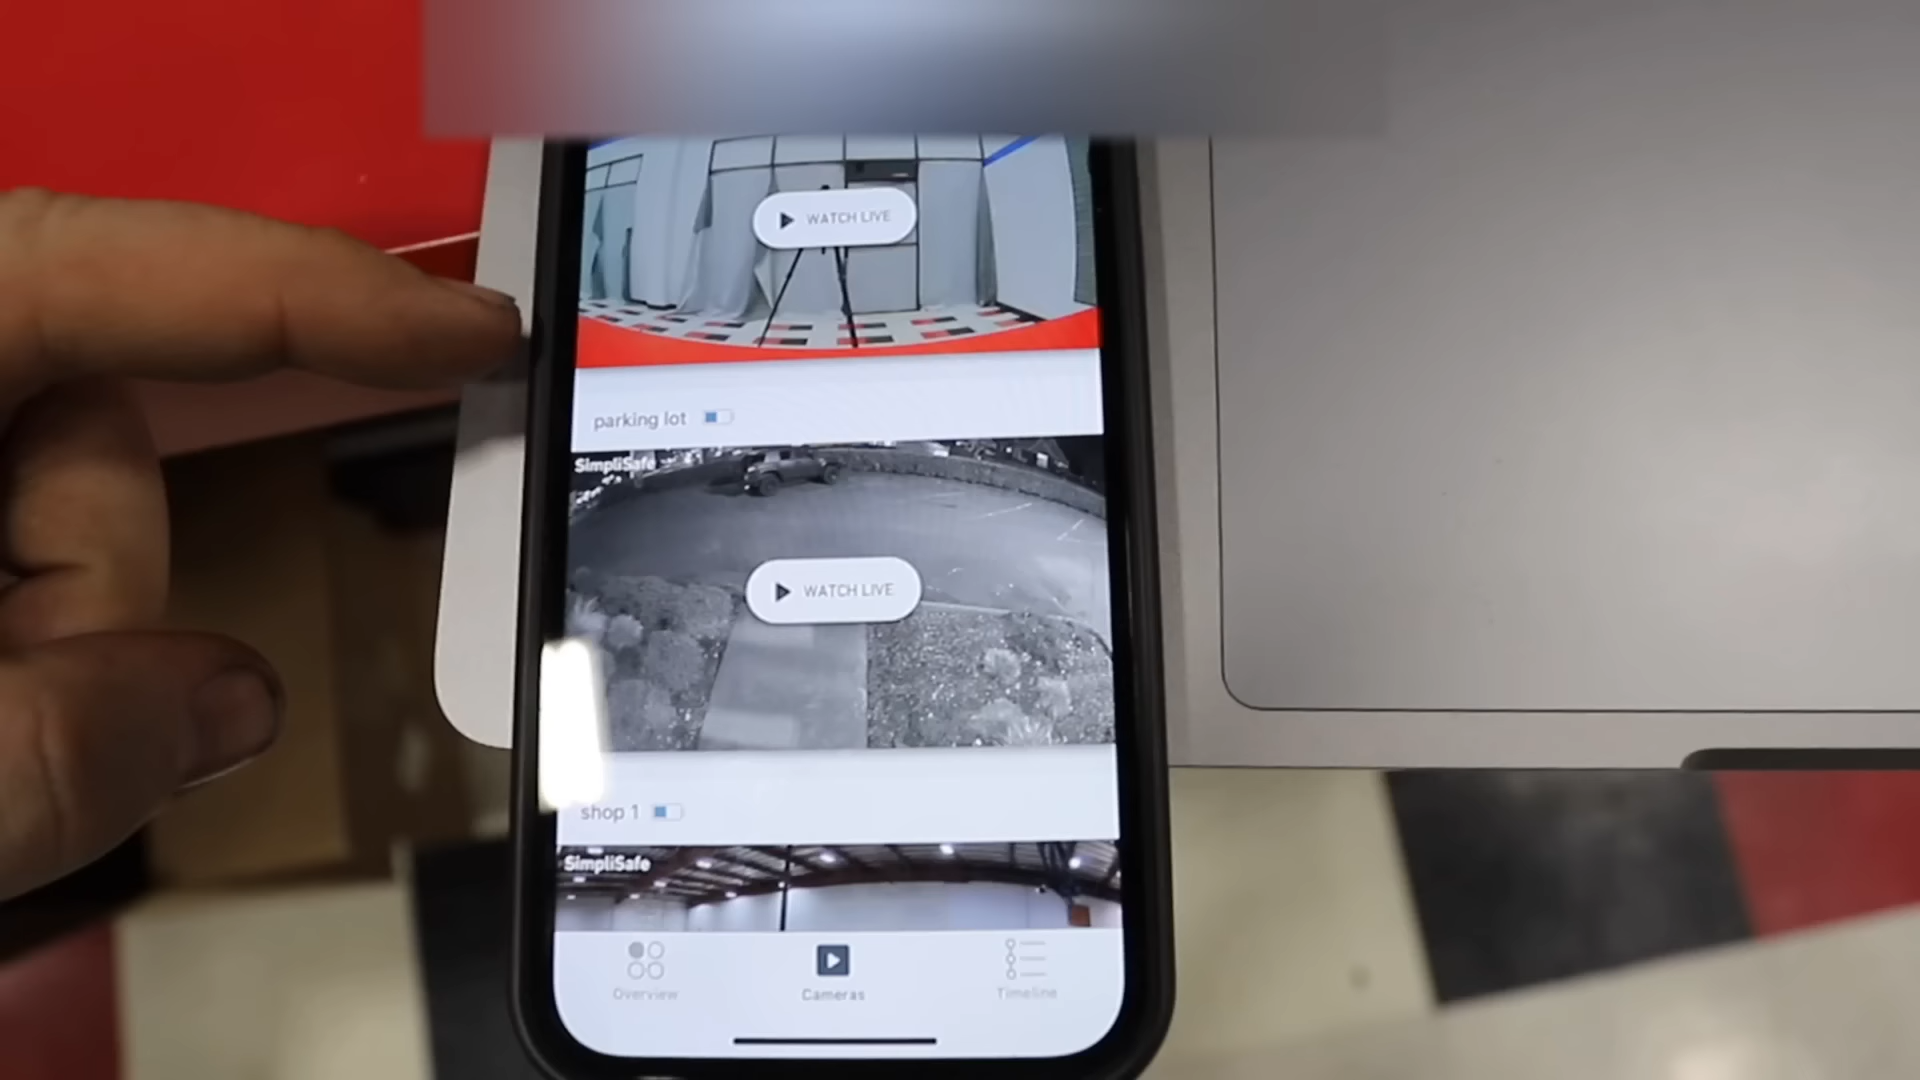 WATCH LIVE
parking lot
SimpliSafe
WATCH LIVE
shop 1
SimpliSafe
Overview
Cameras
Timeline